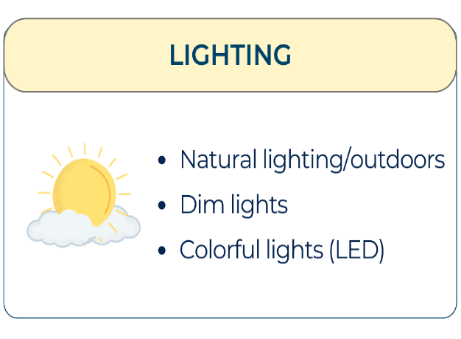 LIGHTING
• Natural lighting/outdoors
• Dim lights
• Colorful lights (LED)